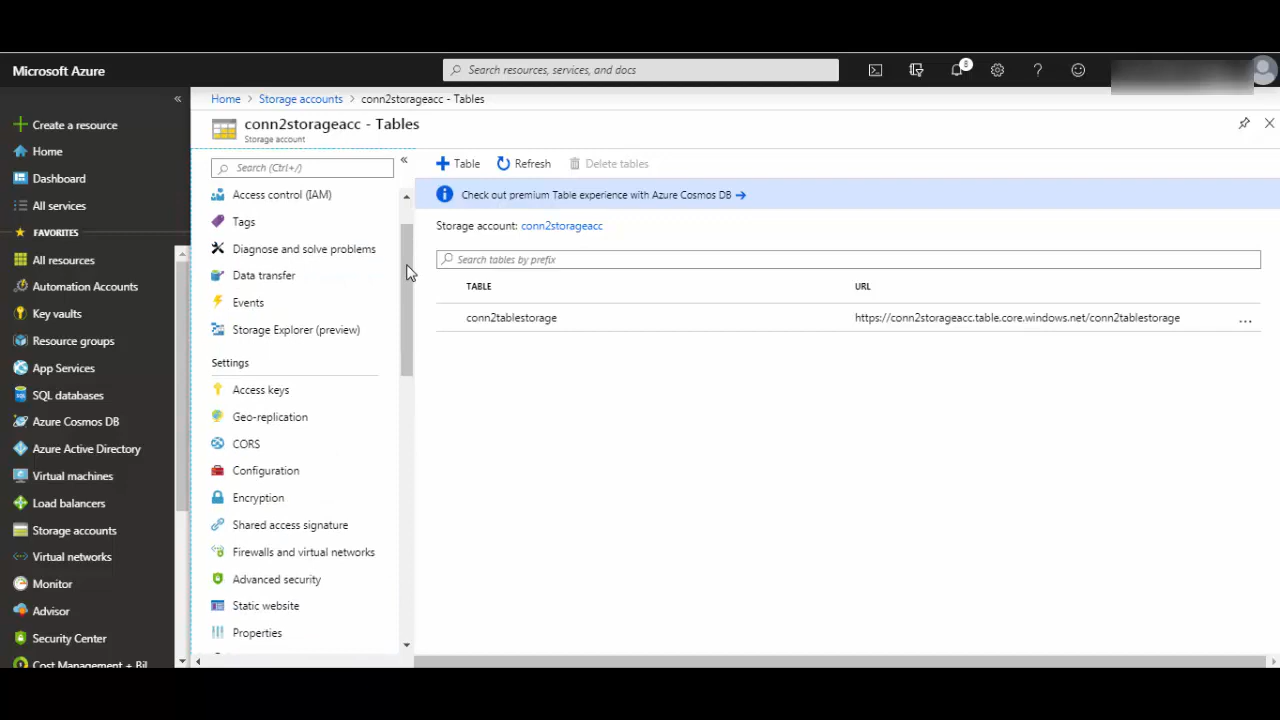 Microsoft Azure
Search resources, services, and docs
8
«
Home > Storage accounts > conn2storageacc - Tables
Create a resource
Home
Dashboard
All services
FAVORITES
All resources
Automation Accounts
Key vaults
Resource groups
App Services
SQL databases
Azure Cosmos DB
Azure Active Directory
Virtual machines
Load balancers
Storage accounts
Virtual networks
Monitor
Advisor
Security Center
Cost Management + Bil
conn2storageacc - Tables
Storage account
Search (Ctrl+/)
«
Access control (IAM)
Tags
Diagnose and solve problems
Data transfer
Events
Storage Explorer (preview)
Settings
Access keys
Geo-replication
CORS
Configuration
Encryption
Shared access signature
Firewalls and virtual networks
Advanced security
Static website
Properties
Table Refresh Delete tables
Check out premium Table experience with Azure Cosmos DB →
Storage account: conn2storageacc
Search tables by prefix
TABLE URL
conn2tablestorage https://conn2storageacc.table.core.windows.net/conn2tablestorage ...